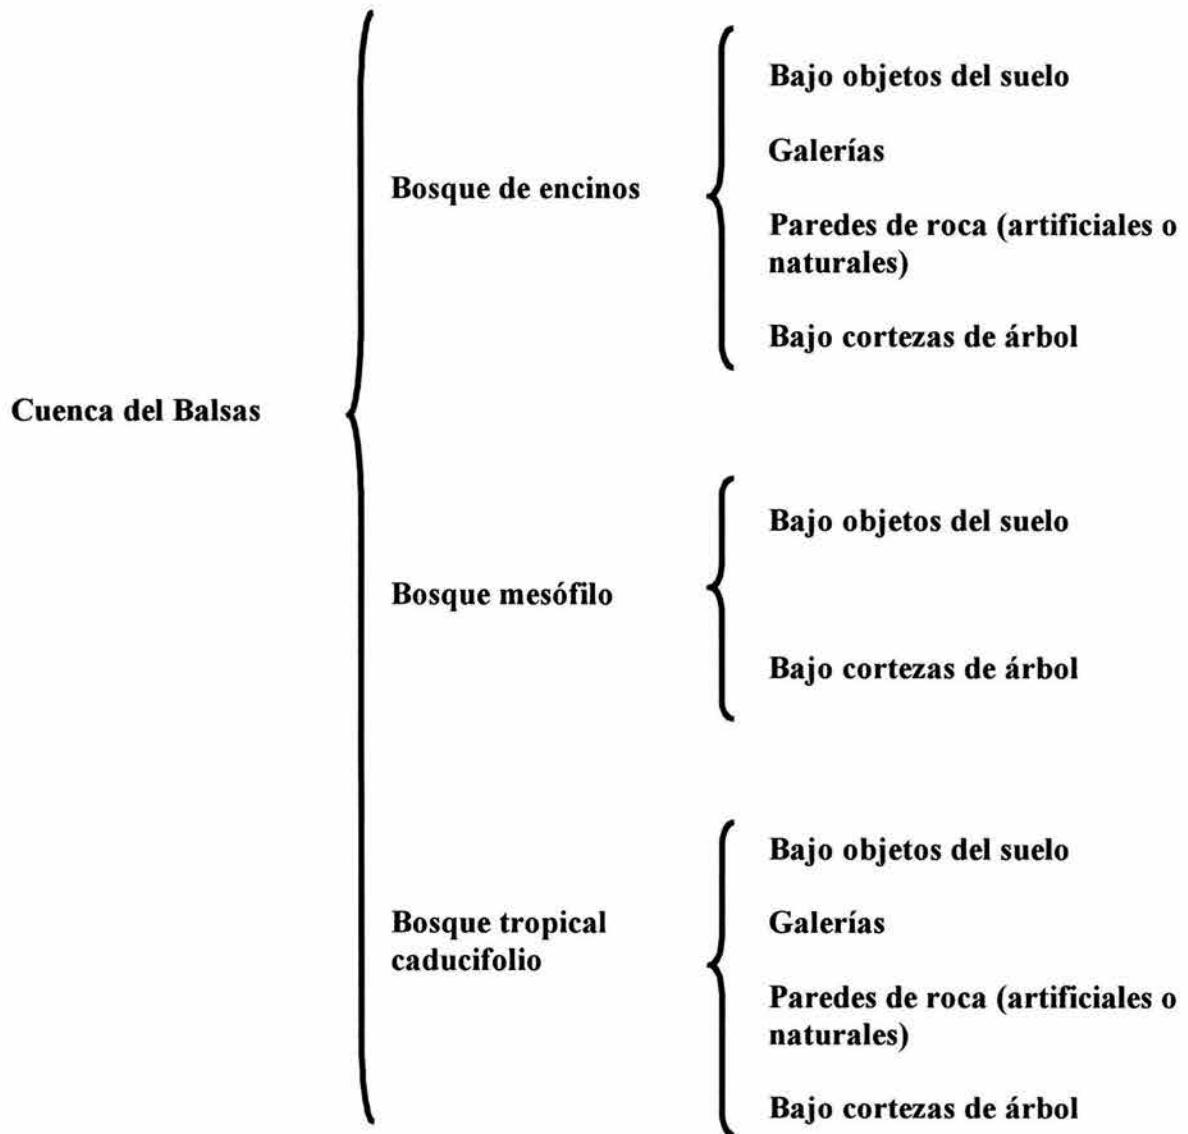 Cuenca del Balsas
Bosque de encinos
Bajo objetos del suelo
Galerías
Paredes de roca (artificiales o
naturales)
Bajo cortezas de árbol
Bosque mesófilo
Bajo objetos del suelo
Bajo cortezas de árbol
Bosque tropical
caducifolio
Bajo objetos del suelo
Galerías
Paredes de roca (artificiales o
naturales)
Bajo cortezas de árbol